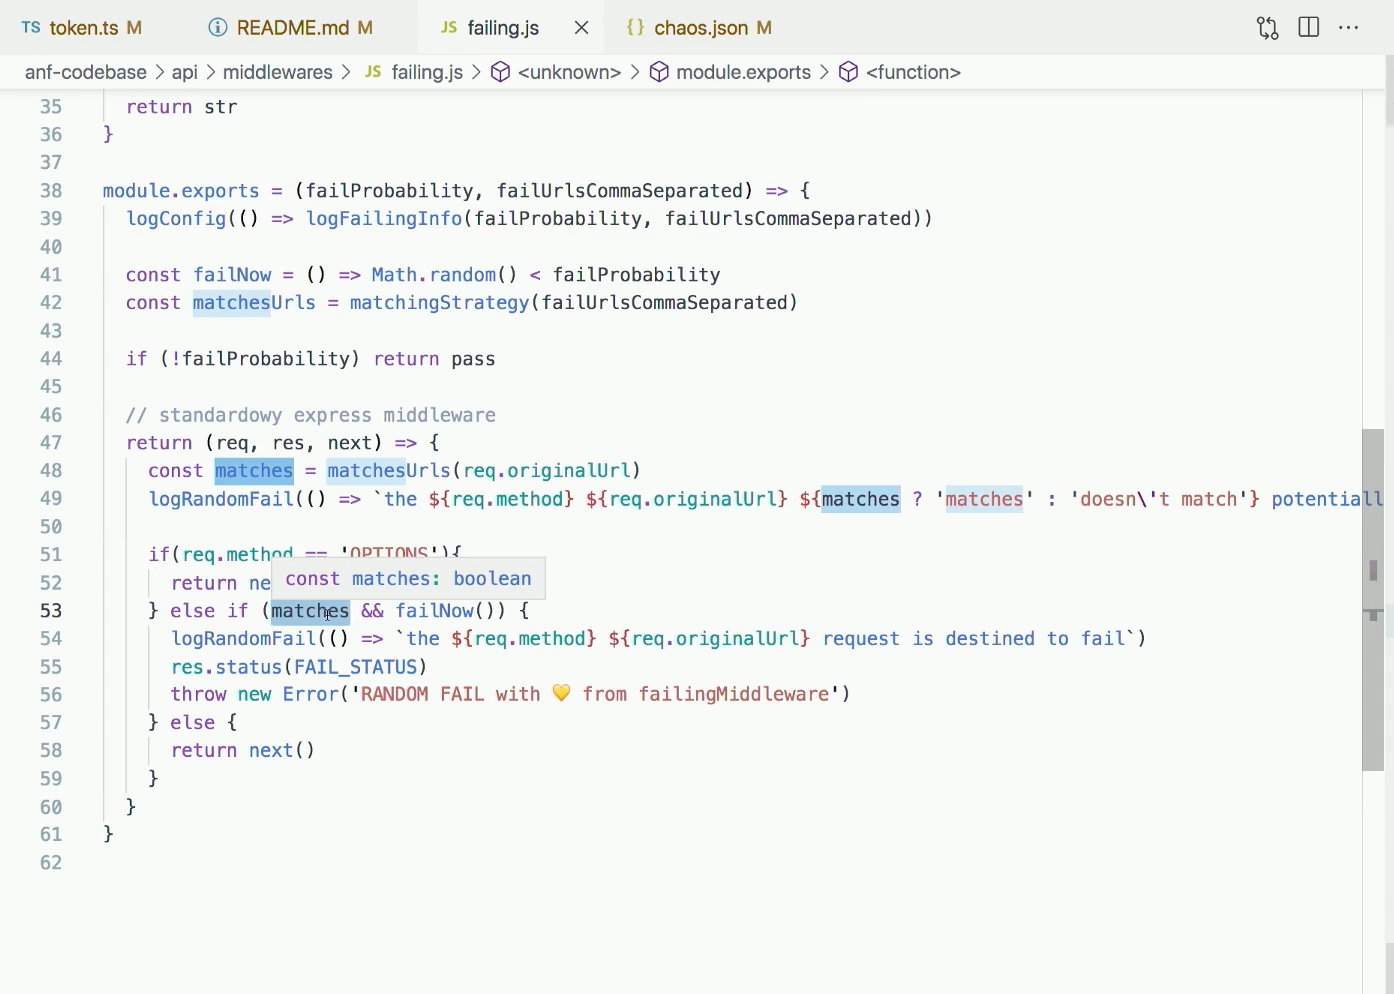 TS token.ts M README.md M JS failing.js {} chaos.json M
anf-codebase > api > middlewares > JS failing.js > <unknown> > module.exports > <function>
35 return str
36 }
37
38 module.exports = (failProbability, failUrlsCommaSeparated) => {
39 logConfig(() => logFailingInfo(failProbability, failUrlsCommaSeparated))
40
41 const failNow = () => Math.random() < failProbability
42 const matchesUrls = matchingStrategy(failUrlsCommaSeparated)
43
44 if (!failProbability) return pass
45
46 // standardowy express middleware
47 return (req, res, next) => {
48 const matches = matchesUrls(req.originalUrl)
49 logRandomFail(() => `the ${req.method} ${req.originalUrl} ${matches ? 'matches' : 'doesn\'t match'} potentiall
50
51 if(req.method == 'OPTIONS'){
const matches: boolean
52 return ne
53 } else if (matches && failNow()) {
54 logRandomFail(() => `the ${req.method} ${req.originalUrl} request is destined to fail`)
55 res.status(FAIL_STATUS)
56 throw new Error('RANDOM FAIL with 💛 from failingMiddleware')
57 } else {
58 return next()
59 }
60 }
61 }
62